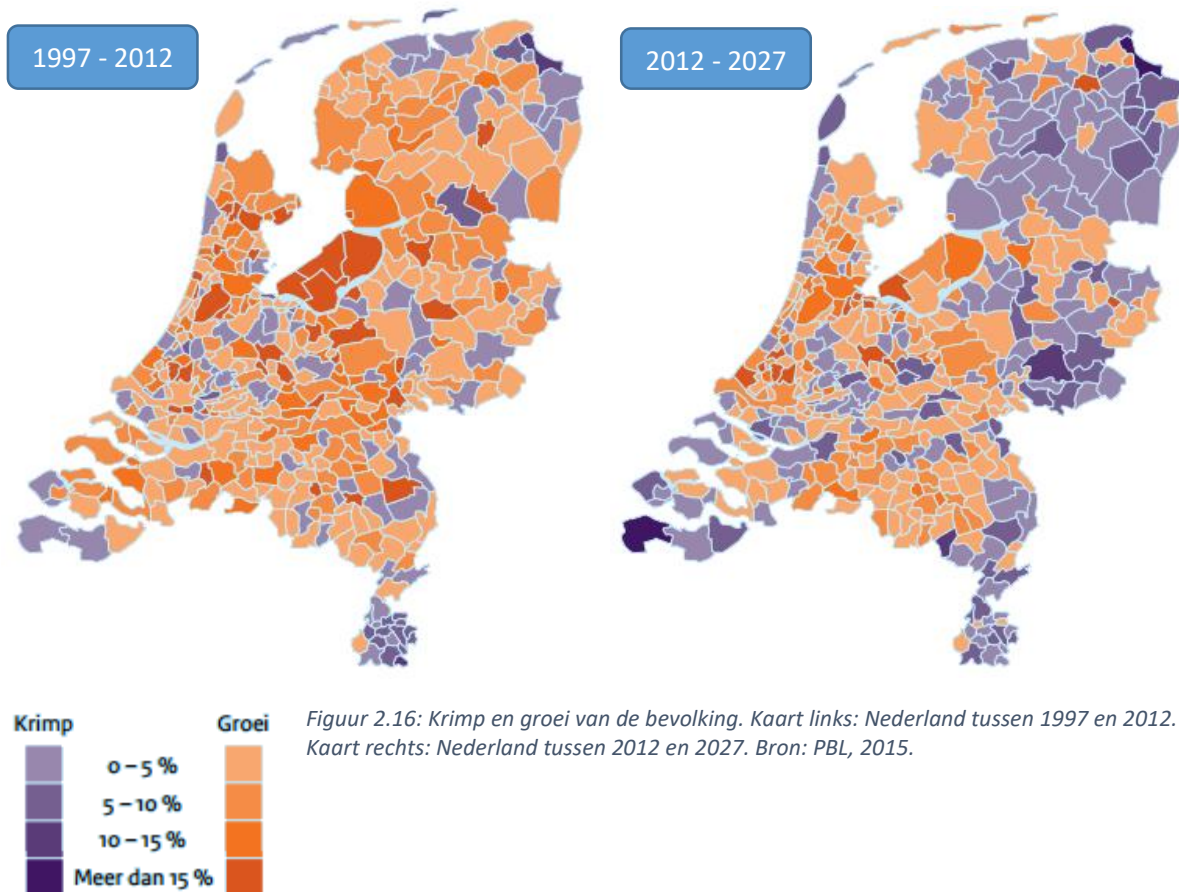 1997 - 2012
2012 - 2027
Krimp
Groei
0 – 5 %
5 – 10 %
10 – 15 %
Meer dan 15 %
Figuur 2.16: Krimp en groei van de bevolking. Kaart links: Nederland tussen 1997 en 2012.
Kaart rechts: Nederland tussen 2012 en 2027. Bron: PBL, 2015.